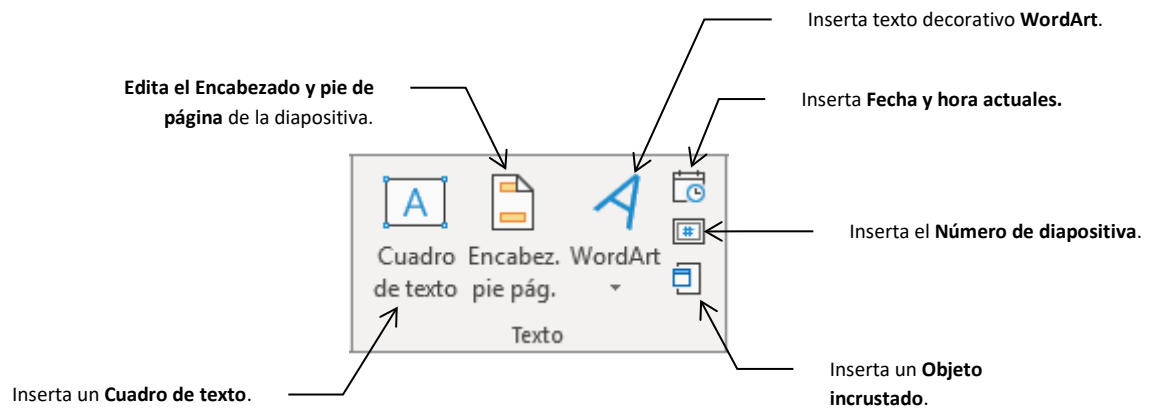 Inserta texto decorativo WordArt.
Edita el Encabezado y pie de
página de la diapositiva.
Inserta Fecha y hora actuales.
A
#
Inserta el Número de diapositiva.
Cuadro
de texto
Encabez.
pie pág.
WordArt
Texto
Inserta un Cuadro de texto.
Inserta un Objeto
incrustado.